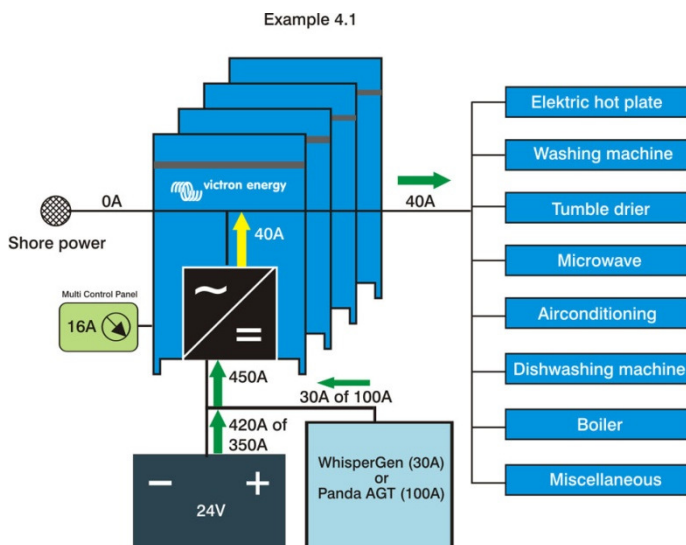 Example 4.1
victron energy
0A
40A
40A
Shore power
Multi Control Panel
16A
450A
30A of 100A
420A of
350A
24V
WhisperGen (30A)
or
Panda AGT (100A)
Elektric hot plate
Washing machine
Tumble drier
Microwave
Airconditioning
Dishwashing machine
Boiler
Miscellaneous